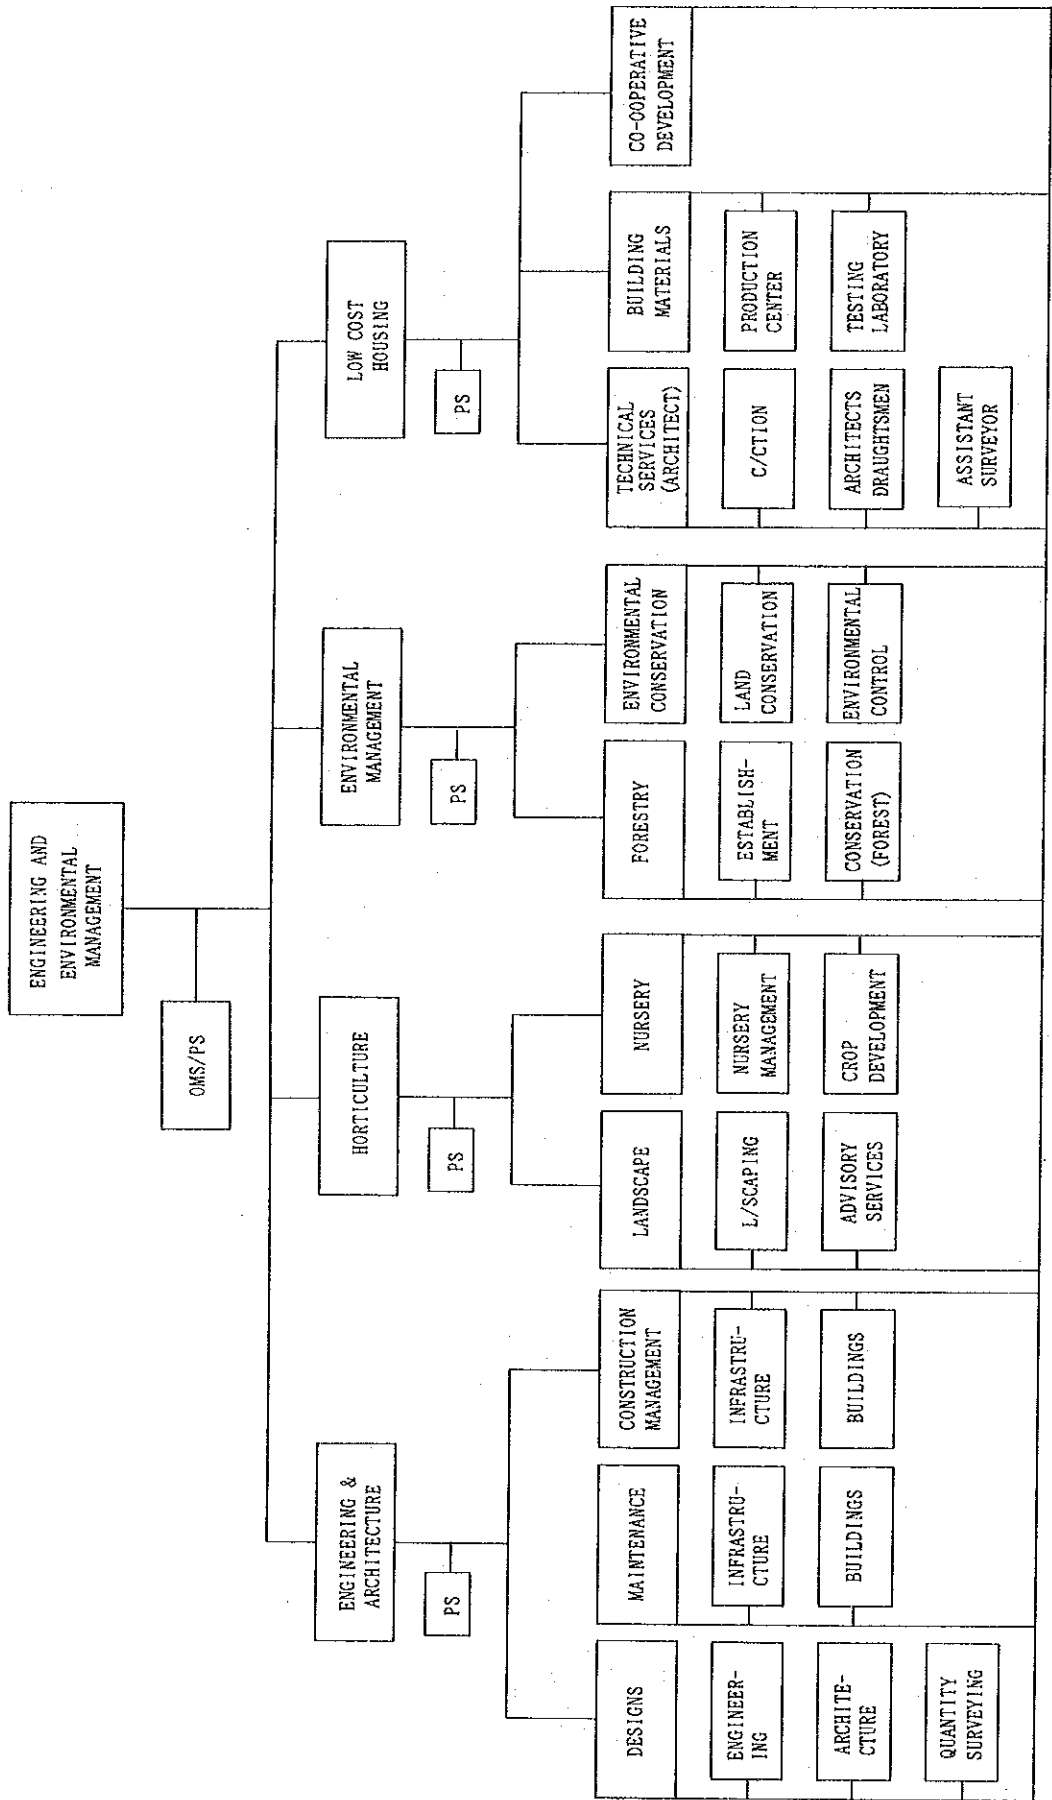 ENGINEERING AND
ENVIRONMENTAL
MANAGEMENT
OMS/PS
ENGINEERING &
ARCHITECTURE
HORTICULTURE
ENVIRONMENTAL
MANAGEMENT
LOW COST
HOUSING
PS
PS
PS
PS
DESIGNS
MAINTENANCE
CONSTRUCTION
MANAGEMENT
LANDSCAPE
NURSERY
FORESTRY
ENVIRONMENTAL
CONSERVATION
TECHNICAL
SERVICES
(ARCHITECT)
BUILDING
MATERIALS
CO-OOPERATIVE
DEVELOPMENT
ENGINEER-
ING
INFRASTRU-
CTURE
INFRASTRU-
CTURE
L/SCAPING
NURSERY
MANAGEMENT
ESTABLISH-
MENT
LAND
CONSERVATION
C/CTION
PRODUCTION
CENTER
ARCHITE-
CTURE
BUILDINGS
BUILDINGS
ADVISORY
SERVICES
CROP
DEVELOPMENT
CONSERVATION
(FOREST)
ENVIRONMENTAL
CONTROL
ARCHITECTS
DRAUGHTSMEN
TESTING
LABORATORY
QUANTITY
SURVEYING
ASSISTANT
SURVEYOR